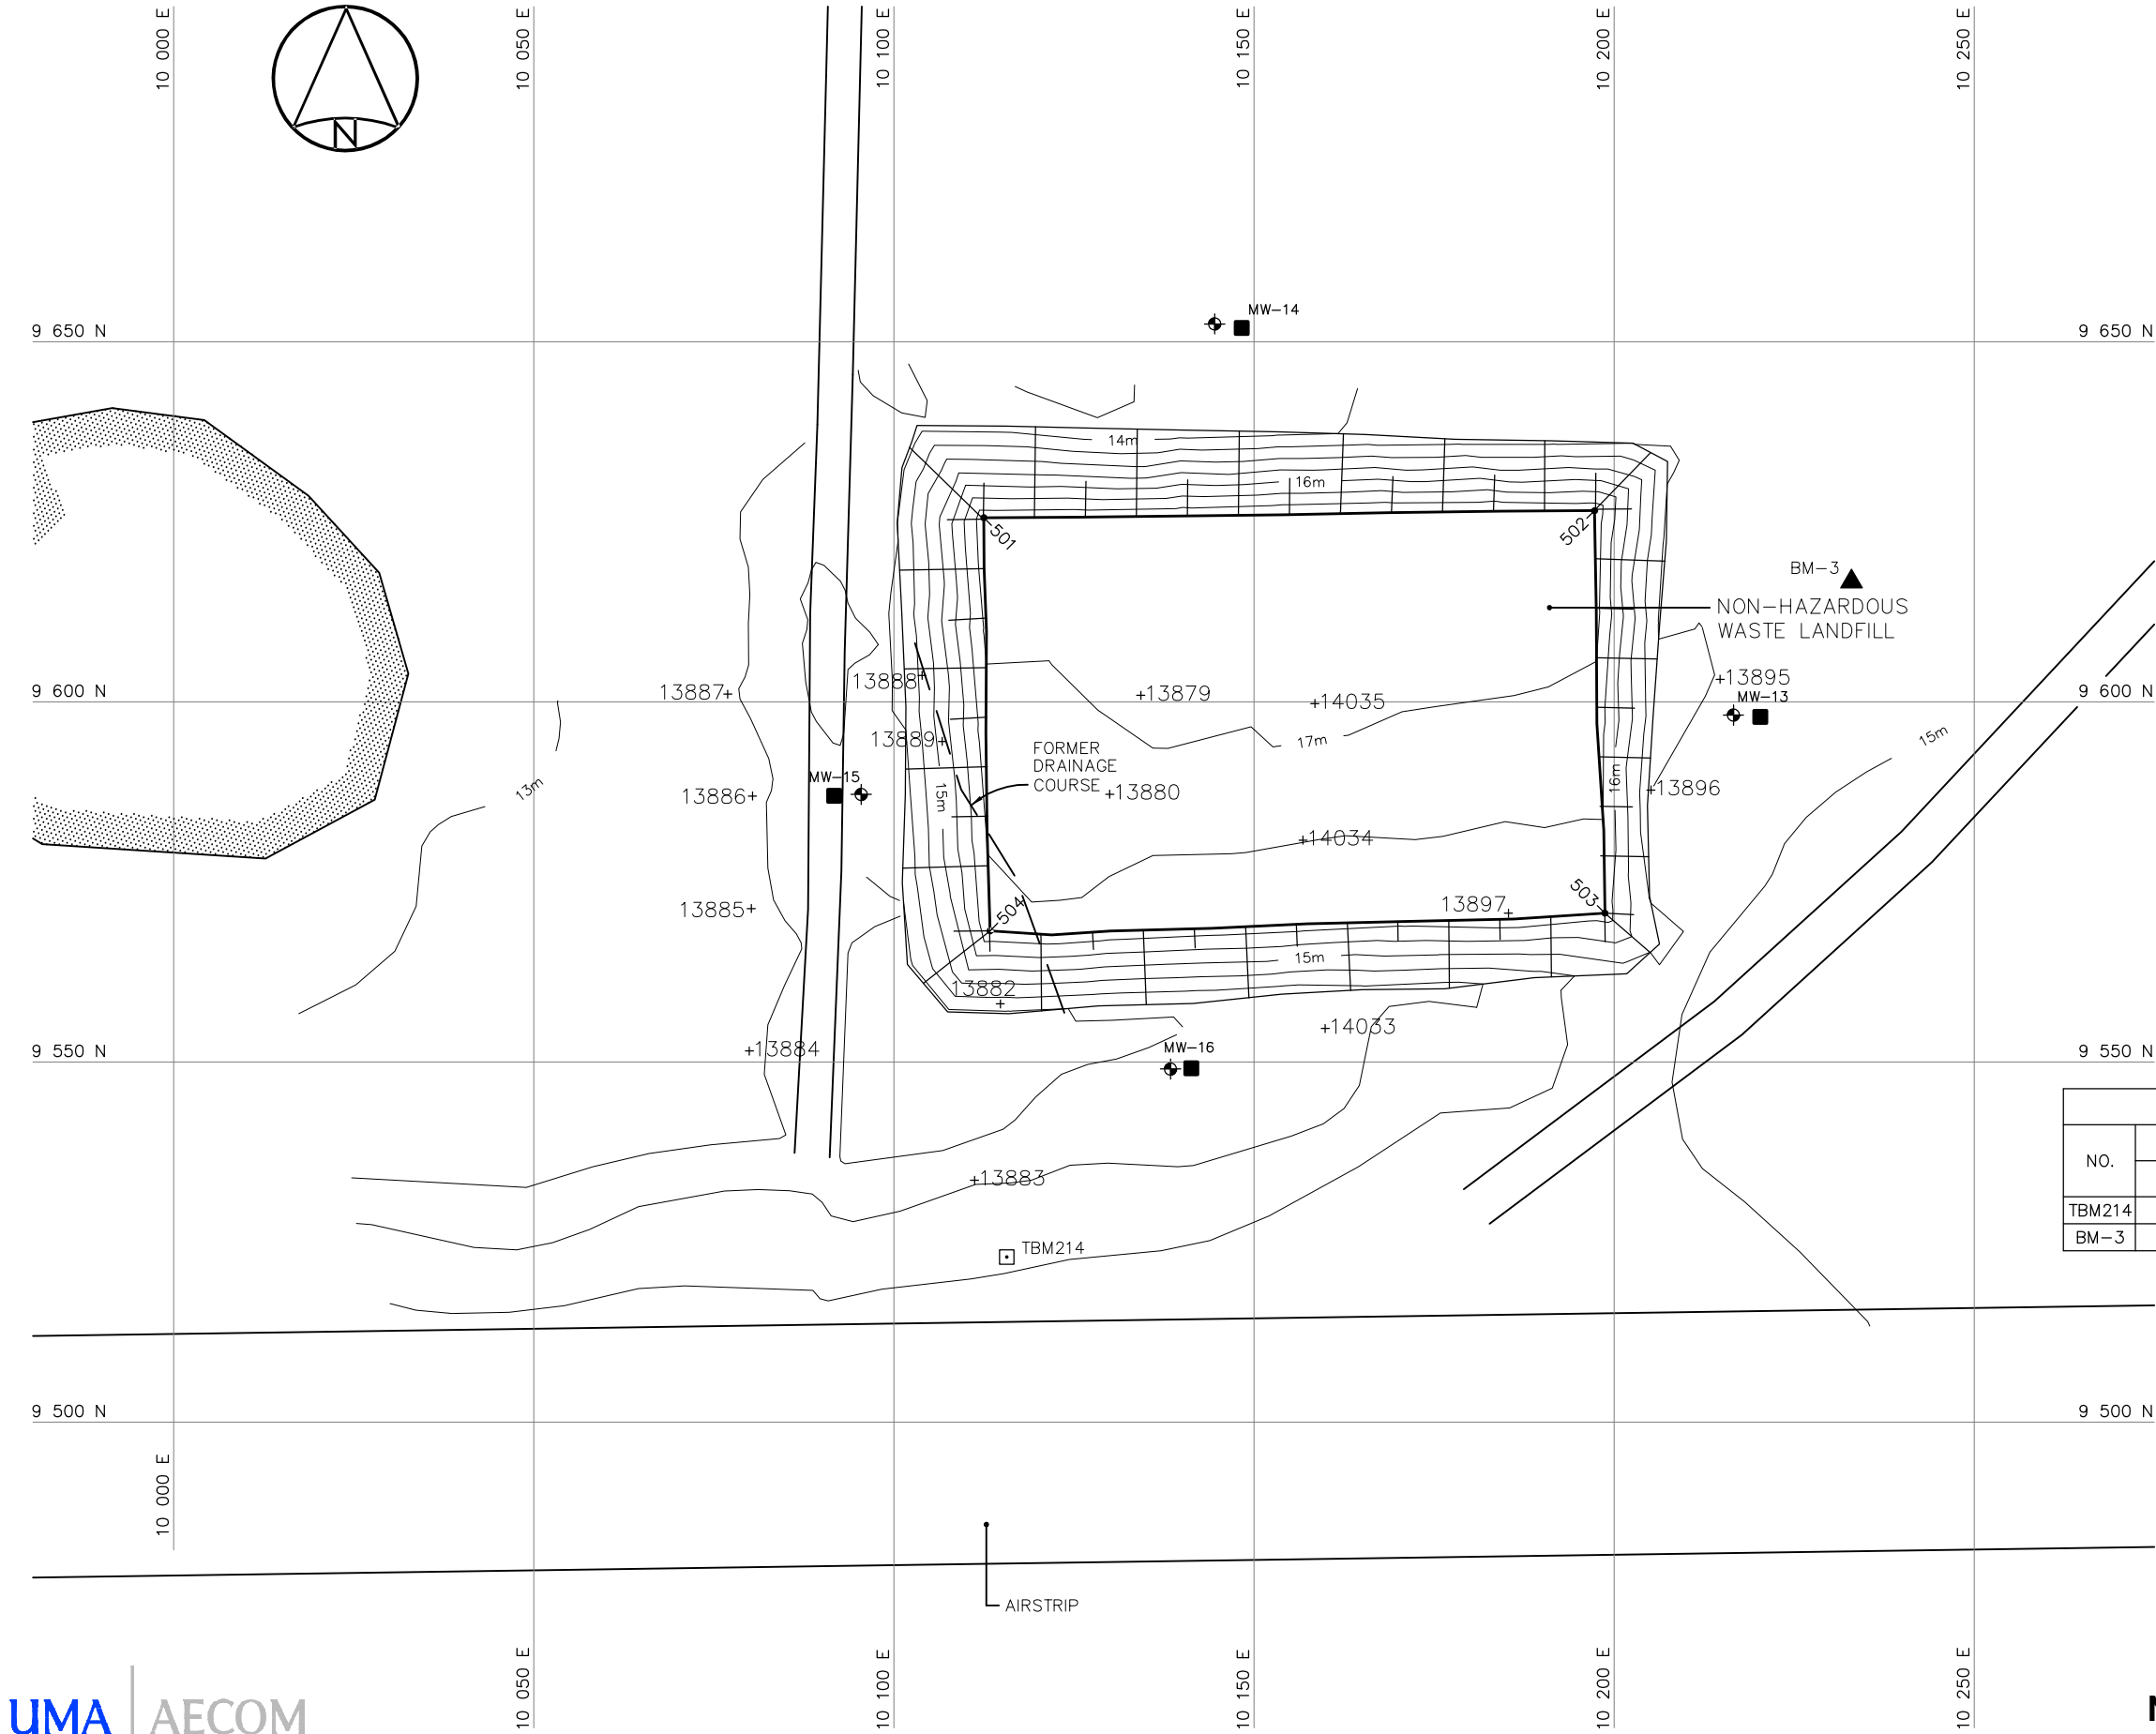 10 000 E
10 050 E
10 100 E
10 150 E
10 200 E
10 250 E
N
MW-14
9 650 N
9 650 N
14m
16m
501
502
BM-3
NON-HAZARDOUS
WASTE LANDFILL
13888
13887
13879
14035
13895
9 600 N
9 600 N
MW-13
13889
17m
15m
FORMER
DRAINAGE
COURSE
MW-15
13m
15m
16m
13886
13880
13896
14034
13885
504
13897
503
15m
13882
14033
13884
MW-16
9 550 N
9 550 N
NO.
13883
TBM214
TBM214
BM-3
9 500 N
9 500 N
10 000 E
AIRSTRIP
10 050 E
10 100 E
10 150 E
10 200 E
10 250 E
UMA AECOM